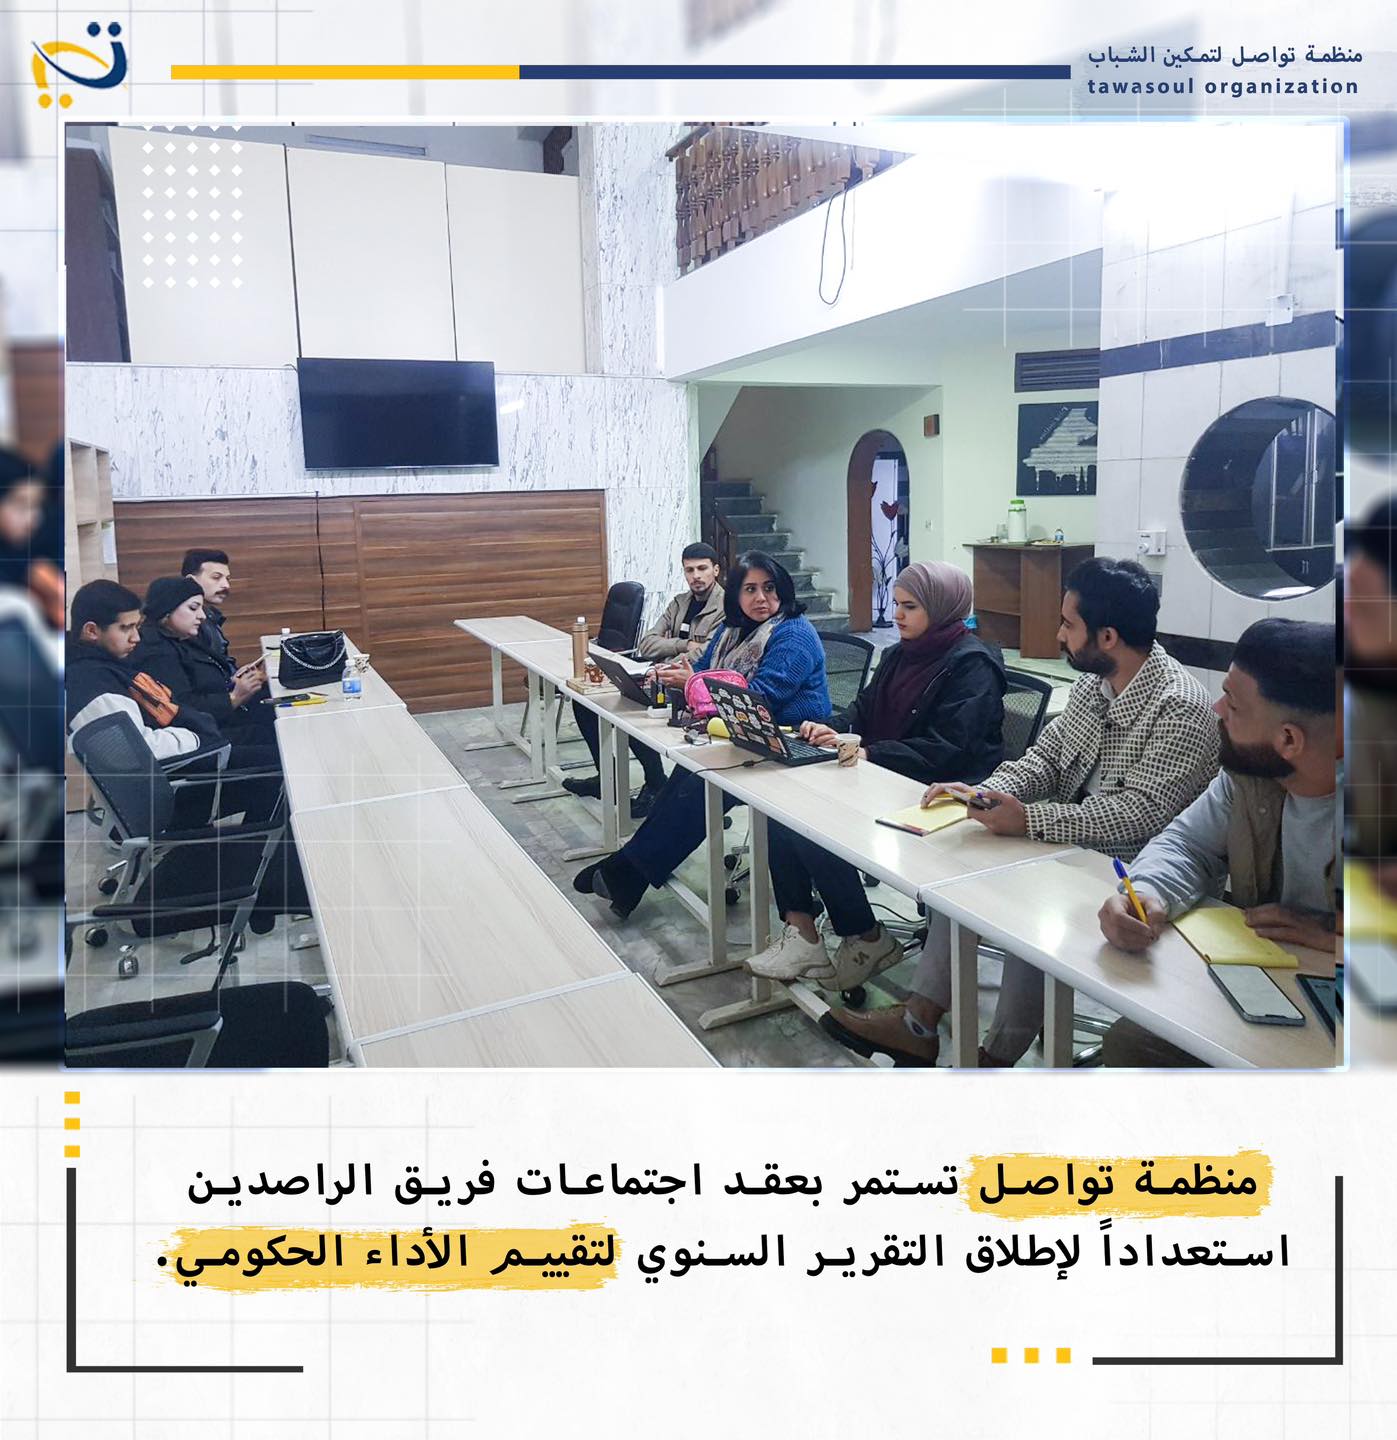 منظمة تواصل لتمكين الشباب
tawasoul organization
منظمة تواصل تستمر بعقد اجتماعات فريق الراصدين
استعداداً لإطلاق التقرير السنوي لتقييم الأداء الحكومي.